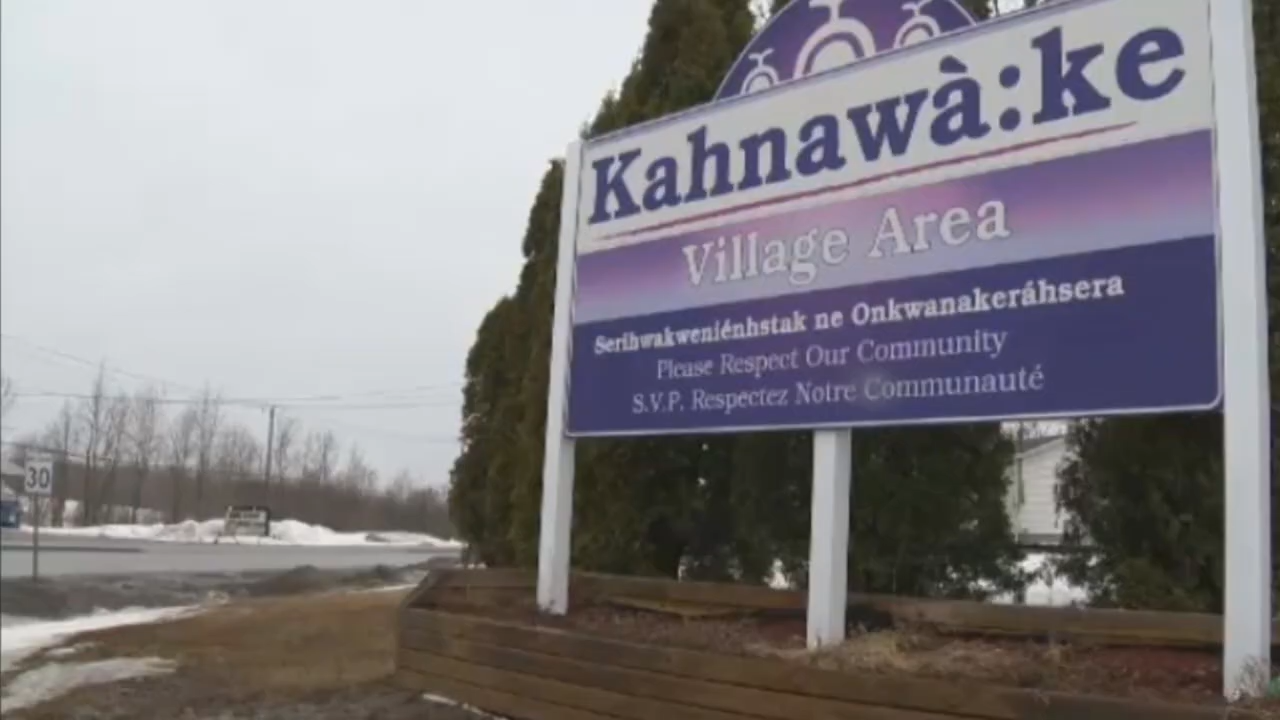 Kahnawà:ke
Village Area
Serihwakweniénhstak ne Onkwanakeráhsera
Please Respect Our Community
S.V.P. Respectez Notre Communauté
30